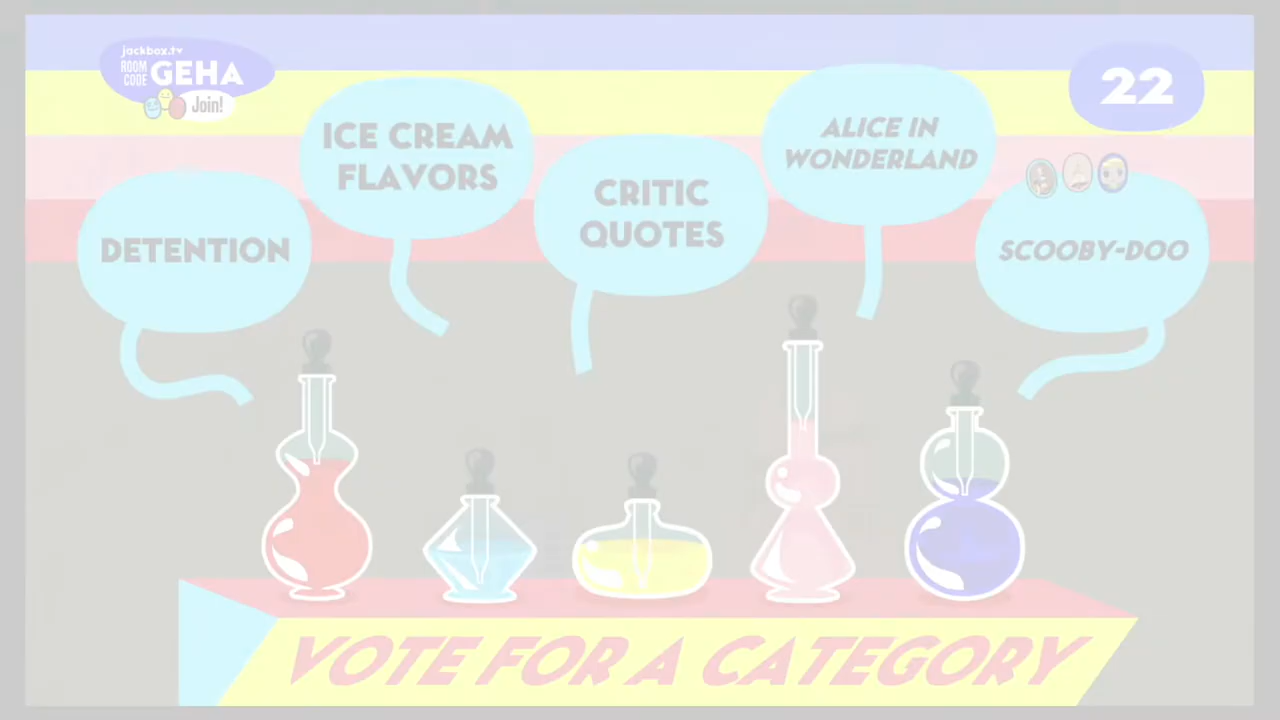 jackbox.tv
ROOM
CODE
GEHA
Join!
22
ICE CREAM
FLAVORS
ALICE IN
WONDERLAND
CRITIC
QUOTES
DETENTION
SCOOBY-DOO
VOTE FOR A CATEGORY